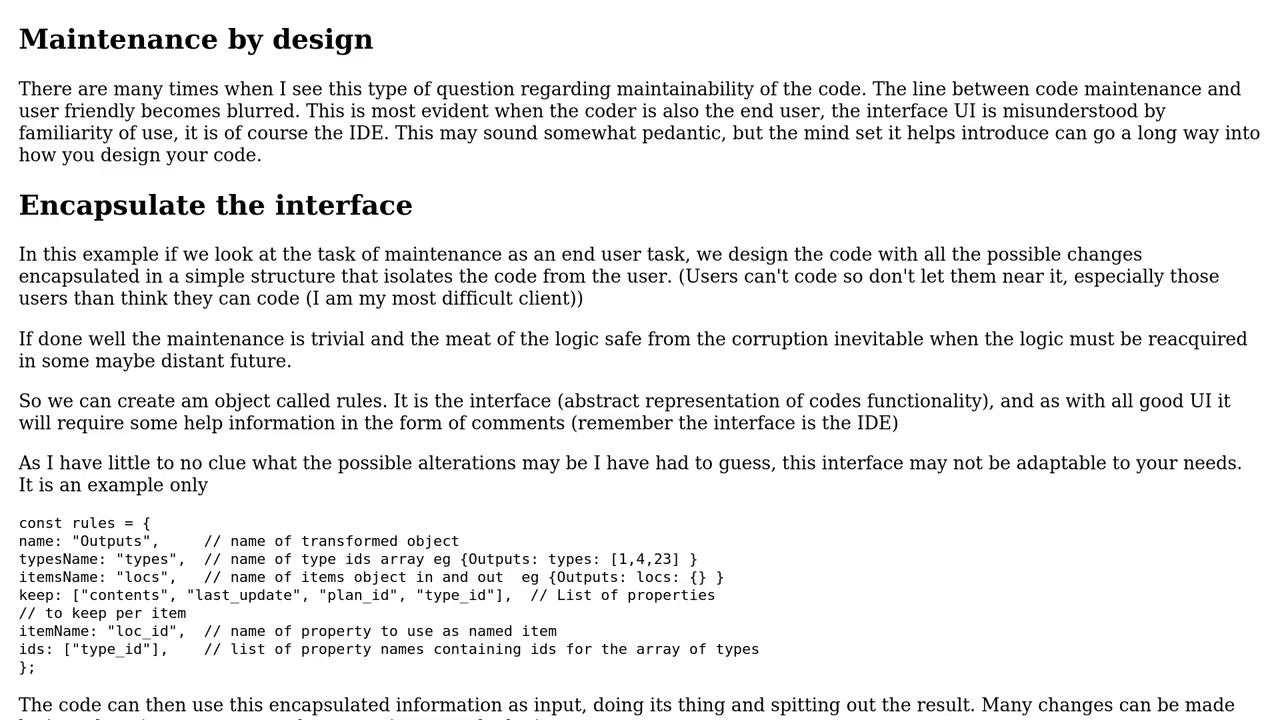 Maintenance by design
There are many times when I see this type of question regarding maintainability of the code. The line between code maintenance and
user friendly becomes blurred. This is most evident when the coder is also the end user, the interface UI is misunderstood by
familiarity of use, it is of course the IDE. This may sound somewhat pedantic, but the mind set it helps introduce can go a long way into
how you design your code.
Encapsulate the interface
In this example if we look at the task of maintenance as an end user task, we design the code with all the possible changes
encapsulated in a simple structure that isolates the code from the user. (Users can't code so don't let them near it, especially those
users than think they can code (I am my most difficult client))
If done well the maintenance is trivial and the meat of the logic safe from the corruption inevitable when the logic must be reacquired
in some maybe distant future.
So we can create am object called rules. It is the interface (abstract representation of codes functionality), and as with all good UI it
will require some help information in the form of comments (remember the interface is the IDE)
As I have little to no clue what the possible alterations may be I have had to guess, this interface may not be adaptable to your needs.
It is an example only
const rules = {
name: "Outputs",     // name of transformed object
typesName: "types",  // name of type ids array eg {Outputs: types: [1,4,23] }
itemsName: "locs",   // name of items object in and out  eg {Outputs: locs: {} }
keep: ["contents", "last_update", "plan_id", "type_id"],  // List of properties
// to keep per item
itemName: "loc_id",  // name of property to use as named item
ids: ["type_id"],    // list of property names containing ids for the array of types
};
The code can then use this encapsulated information as input, doing its thing and spitting out the result. Many changes can be made